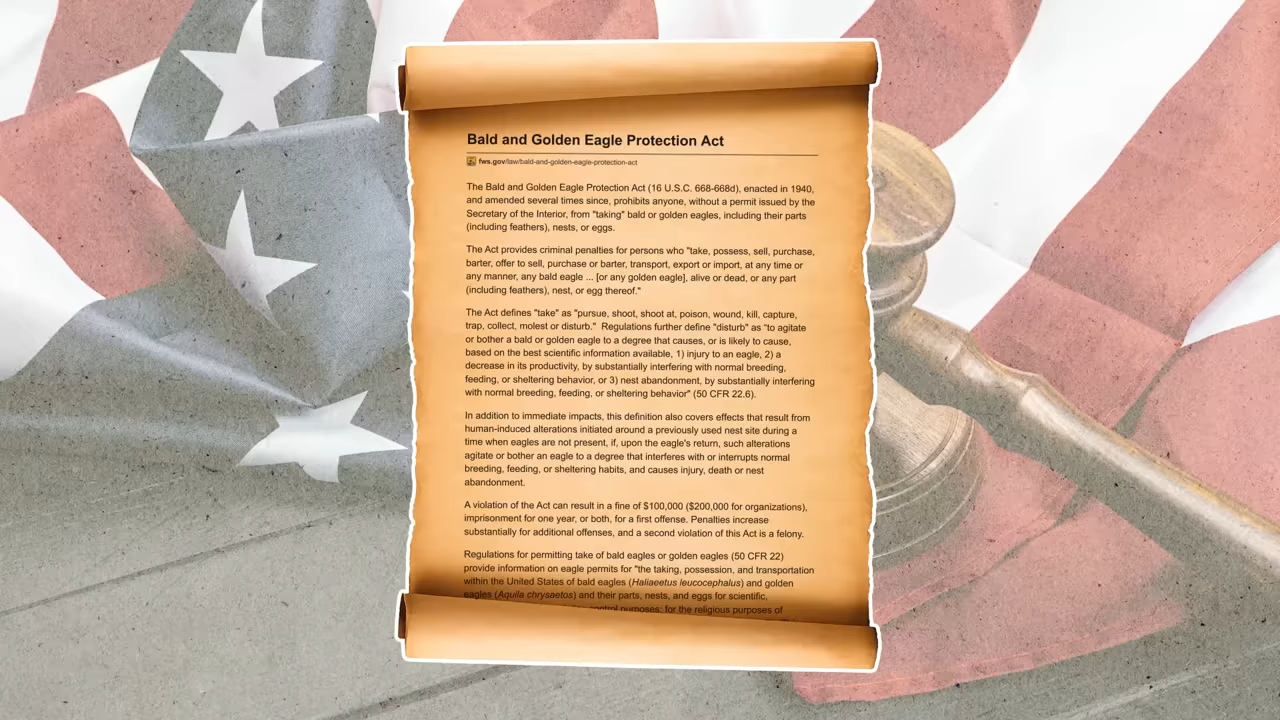 Bald and Golden Eagle Protection Act
fws.gov/law/bald-and-golden-eagle-protection-act
The Bald and Golden Eagle Protection Act (16 U.S.C. 668-668d), enacted in 1940,
and amended several times since, prohibits anyone, without a permit issued by the
Secretary of the Interior, from "taking" bald or golden eagles, including their parts
(including feathers), nests, or eggs.
The Act provides criminal penalties for persons who "take, possess, sell, purchase,
barter, offer to sell, purchase or barter, transport, export or import, at any time or
any manner, any bald eagle ... [or any golden eagle], alive or dead, or any part
(including feathers), nest, or egg thereof."
The Act defines "take" as "pursue, shoot, shoot at, poison, wound, kill, capture,
trap, collect, molest or disturb."  Regulations further define "disturb" as “to agitate
or bother a bald or golden eagle to a degree that causes, or is likely to cause,
based on the best scientific information available, 1) injury to an eagle, 2) a
decrease in its productivity, by substantially interfering with normal breeding,
feeding, or sheltering behavior, or 3) nest abandonment, by substantially interfering
with normal breeding, feeding, or sheltering behavior" (50 CFR 22.6).
In addition to immediate impacts, this definition also covers effects that result from
human-induced alterations initiated around a previously used nest site during a
time when eagles are not present, if, upon the eagle's return, such alterations
agitate or bother an eagle to a degree that interferes with or interrupts normal
breeding, feeding, or sheltering habits, and causes injury, death or nest
abandonment.
A violation of the Act can result in a fine of $100,000 ($200,000 for organizations),
imprisonment for one year, or both, for a first offense. Penalties increase
substantially for additional offenses, and a second violation of this Act is a felony.
Regulations for permitting take of bald eagles or golden eagles (50 CFR 22)
provide information on eagle permits for "the taking, possession, and transportation
within the United States of bald eagles (Haliaeetus leucocephalus) and golden
eagles (Aquila chrysaetos) and their parts, nests, and eggs for scientific,
control purposes; for the religious purposes of